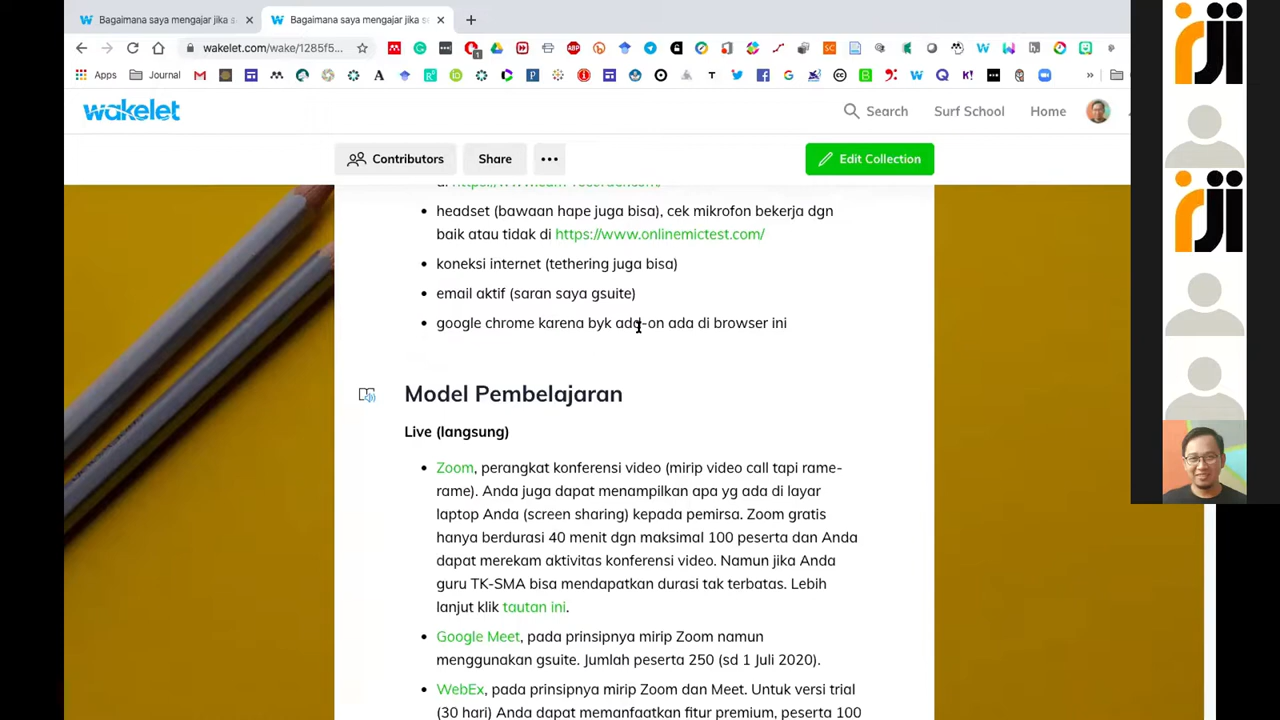 Bagaimana saya mengajar jika s
Bagaimana saya mengajar jika se
wakelet.com/wake/1285f5...
Apps
Journal
wakelet
Search
Surf School
Home
Contributors
Share
Edit Collection
headset (bawaan hape juga bisa), cek mikrofon bekerja dgn
baik atau tidak di https://www.onlinemictest.com/
koneksi internet (tethering juga bisa)
email aktif (saran saya gsuite)
google chrome karena byk add-on ada di browser ini
Model Pembelajaran
Live (langsung)
Zoom, perangkat konferensi video (mirip video call tapi rame-
rame). Anda juga dapat menampilkan apa yg ada di layar
laptop Anda (screen sharing) kepada pemirsa. Zoom gratis
hanya berdurasi 40 menit dgn maksimal 100 peserta dan Anda
dapat merekam aktivitas konferensi video. Namun jika Anda
guru TK-SMA bisa mendapatkan durasi tak terbatas. Lebih
lanjut klik tautan ini.
Google Meet, pada prinsipnya mirip Zoom namun
menggunakan gsuite. Jumlah peserta 250 (sd 1 Juli 2020).
WebEx, pada prinsipnya mirip Zoom dan Meet. Untuk versi trial
(30 hari) Anda dapat memanfaatkan fitur premium, peserta 100
rji
rji